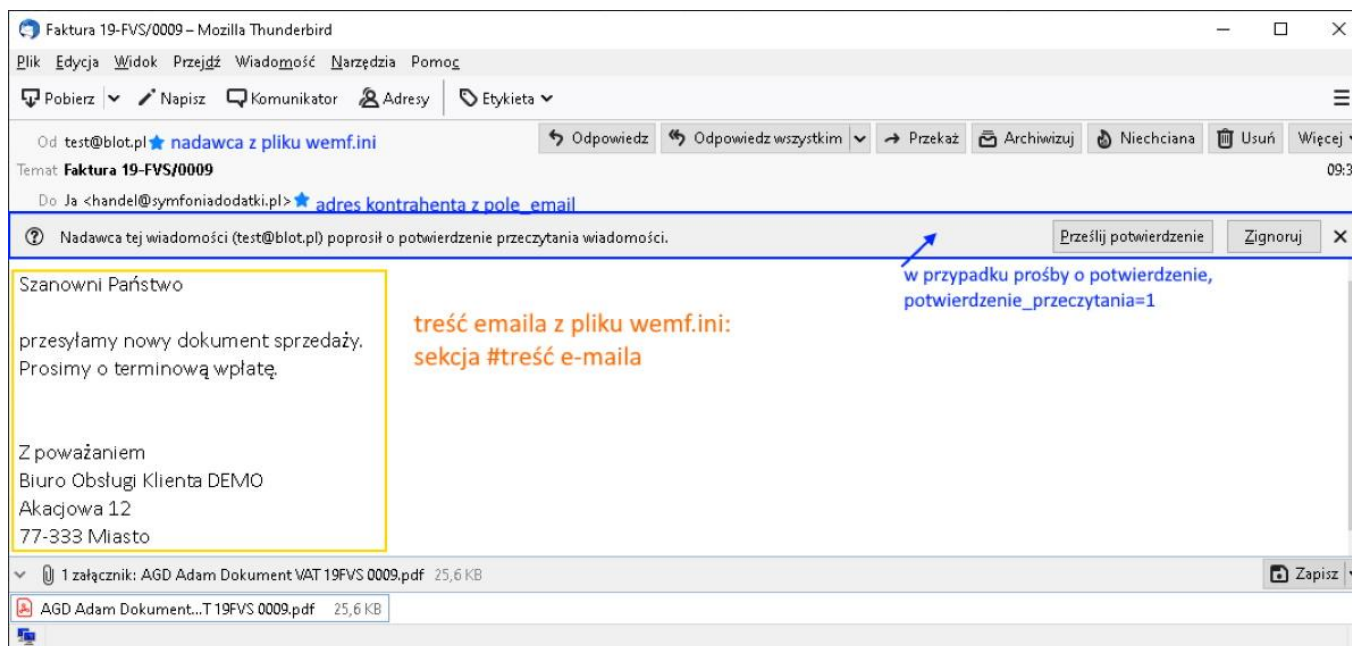 Faktura 19-FVS/0009 – Mozilla Thunderbird
Plik Edycja Widok Przejdź Wiadomość Narzędzia Pomoc
Pobierz Napisz Komunikator Adresy Etykieta
Od test@blot.pl nadawca z pliku wemf.ini Odpowiedz Odpowiedz wszystkim Przekaż Archiwizuj Niechciana Usuń Więcej
Temat Faktura 19-FVS/0009 09:3
Do Ja <handel@symfoniadodatki.pl> adres kontrahenta z pole_email
Nadawca tej wiadomości (test@blot.pl) poprosił o potwierdzenie przeczytania wiadomości. Prześlij potwierdzenie Zignoruj
w przypadku prośby o potwierdzenie,
potwierdzenie_przeczytania=1
Szanowni Państwo
przesyłamy nowy dokument sprzedaży.
Prosimy o terminową wpłatę.
treść emaila z pliku wemf.ini:
sekcja #treść e-maila
Z poważaniem
Biuro Obsługi Klienta DEMO
Akacjowa 12
77-333 Miasto
1 załącznik: AGD Adam Dokument VAT 19FVS 0009.pdf 25,6 KB Zapisz
AGD Adam Dokument...T 19FVS 0009.pdf 25,6 KB